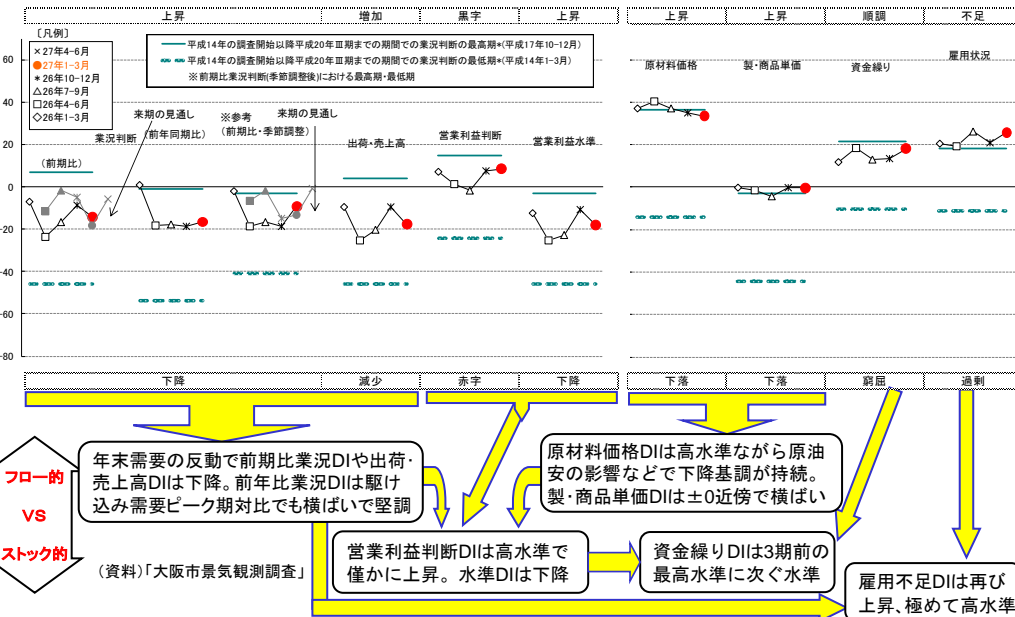 上昇 増加 黒字 上昇 上昇 上昇 順調 不足
〔凡例〕
×27年4-6月
●27年1-3月
＊26年10-12月
△26年7-9月
□26年4-6月
◇26年1-3月
平成14年の調査開始以降平成20年Ⅲ期までの期間での業況判断の最高期*(平成17年10-12月)
平成14年の調査開始以降平成20年Ⅲ期までの期間での業況判断の最低期*(平成14年1-3月)
※前期比業況判断(季節調整後)における最高期・最低期
60
40
20
0
-20
-40
-60
-80
業況判断
(前期比)
来期の見通し
(前年同期比)
※参考
(前期比・季節調整)
来期の見通し
出荷・売上高
営業利益判断
営業利益水準
原材料価格
製・商品単価
資金繰り
雇用状況
下降 減少 赤字 下降 下落 下落 窮屈 過剰
フロー的
VS
ストック的
年末需要の反動で前期比業況DIや出荷・
売上高DIは下降。前年比業況DIは駆け
込み需要ピーク期対比でも横ばいで堅調
原材料価格DIは高水準ながら原油
安の影響などで下降基調が持続。
製・商品単価DIは±0近傍で横ばい
営業利益判断DIは高水準で
僅かに上昇。水準DIは下降
資金繰りDIは3期前の
最高水準に次ぐ水準
雇用不足DIは再び
上昇、極めて高水準
(資料)「大阪市景気観測調査」